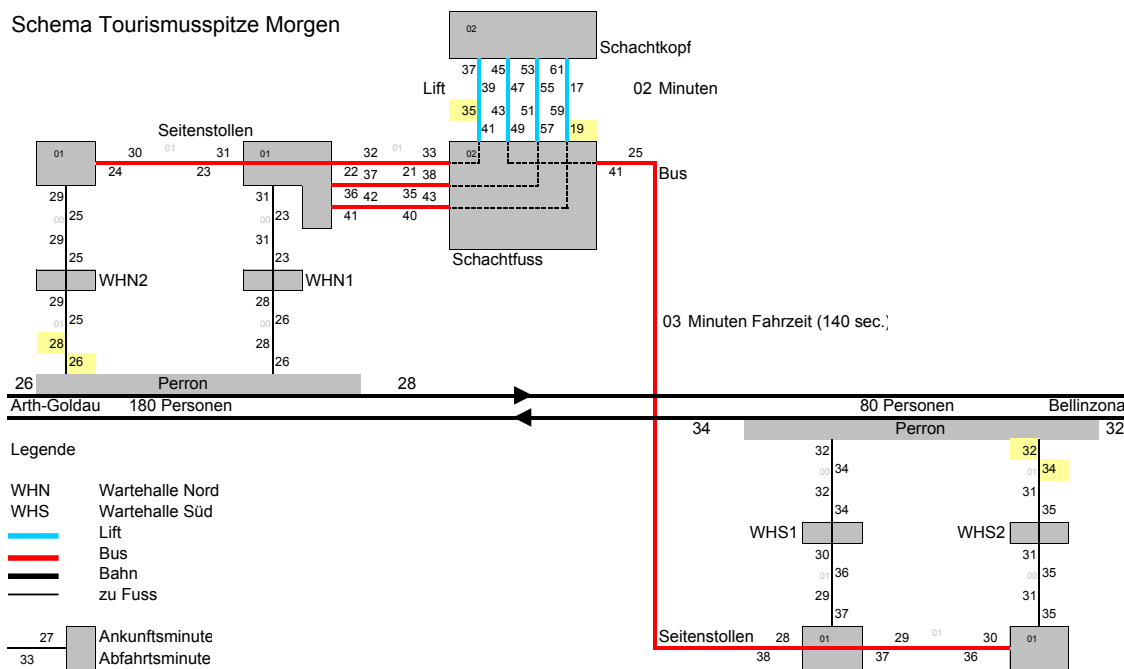 Schema Tourismusspitze Morgen
02
Schachtkopf
37 45 53 61
Lift 39 47 55 17 02 Minuten
35 43 51 59
41 49 57 19
Seitenstollen
01 30 01 31 01 32 01 33 02 25
24 23 22 37 21 38 41 Bus
36 42 35 43
41 40
29 31
00 25 00 23
29 31
25 23
Schachtfuss
WHN2 WHN1
29 28
01 25 00 26
28 28
26 26
03 Minuten Fahrzeit (140 sec.)
26 Perron 28
Arth-Goldau 180 Personen 80 Personen Bellinzona
34 Perron 32
Legende
32 32
00 34 01 34
32 31
34 35
WHN Wartehalle Nord
WHS Wartehalle Süd
Lift
Bus
Bahn
zu Fuss
WHS1 WHS2
30 31
01 36 00 35
29 31
37 35
27 Ankunftsminute
33 Abfahrtsminute
Seitenstollen 28 01 29 01 30 01
38 37 36